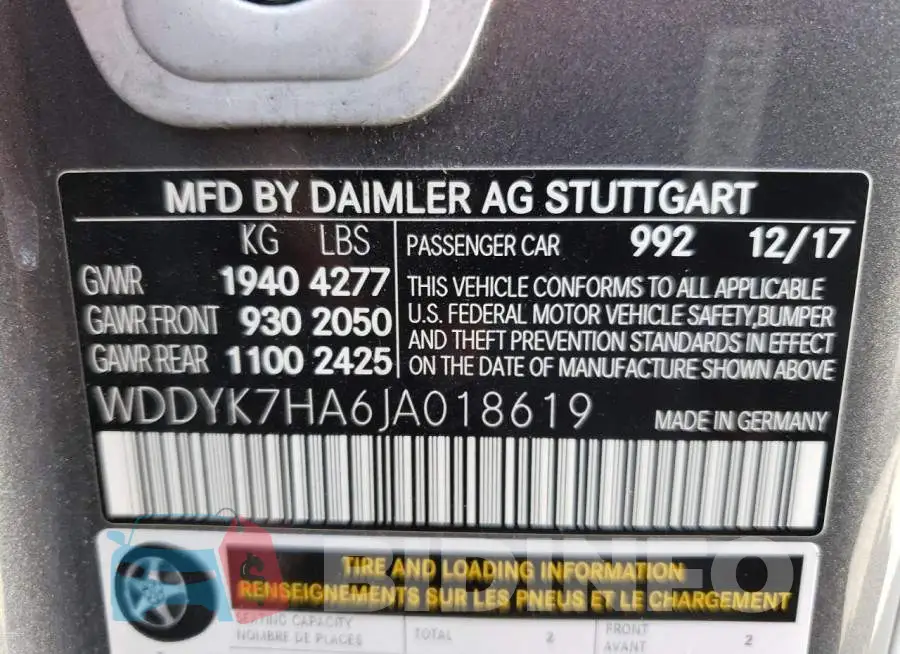 MFD BY DAIMLER AG STUTTGART
KG LBS
GVWR 1940 4277
GAWR FRONT 930 2050
GAWR REAR 1100 2425
PASSENGER CAR 992 12/17
THIS VEHICLE CONFORMS TO ALL APPLICABLE
U.S. FEDERAL MOTOR VEHICLE SAFETY,BUMPER
AND THEFT PREVENTION STANDARDS IN EFFECT
ON THE DATE OF MANUFACTURE SHOWN ABOVE
WDDYK7HA6JA018619 MADE IN GERMANY
BIDINFO
TIRE AND LOADING INFORMATION
RENSEIGNEMENTS SUR LES PNEUS ET LE CHARGEMENT
SEATING CAPACITY
NOMBRE DE PLACES
TOTAL 2
FRONT
AVANT 2